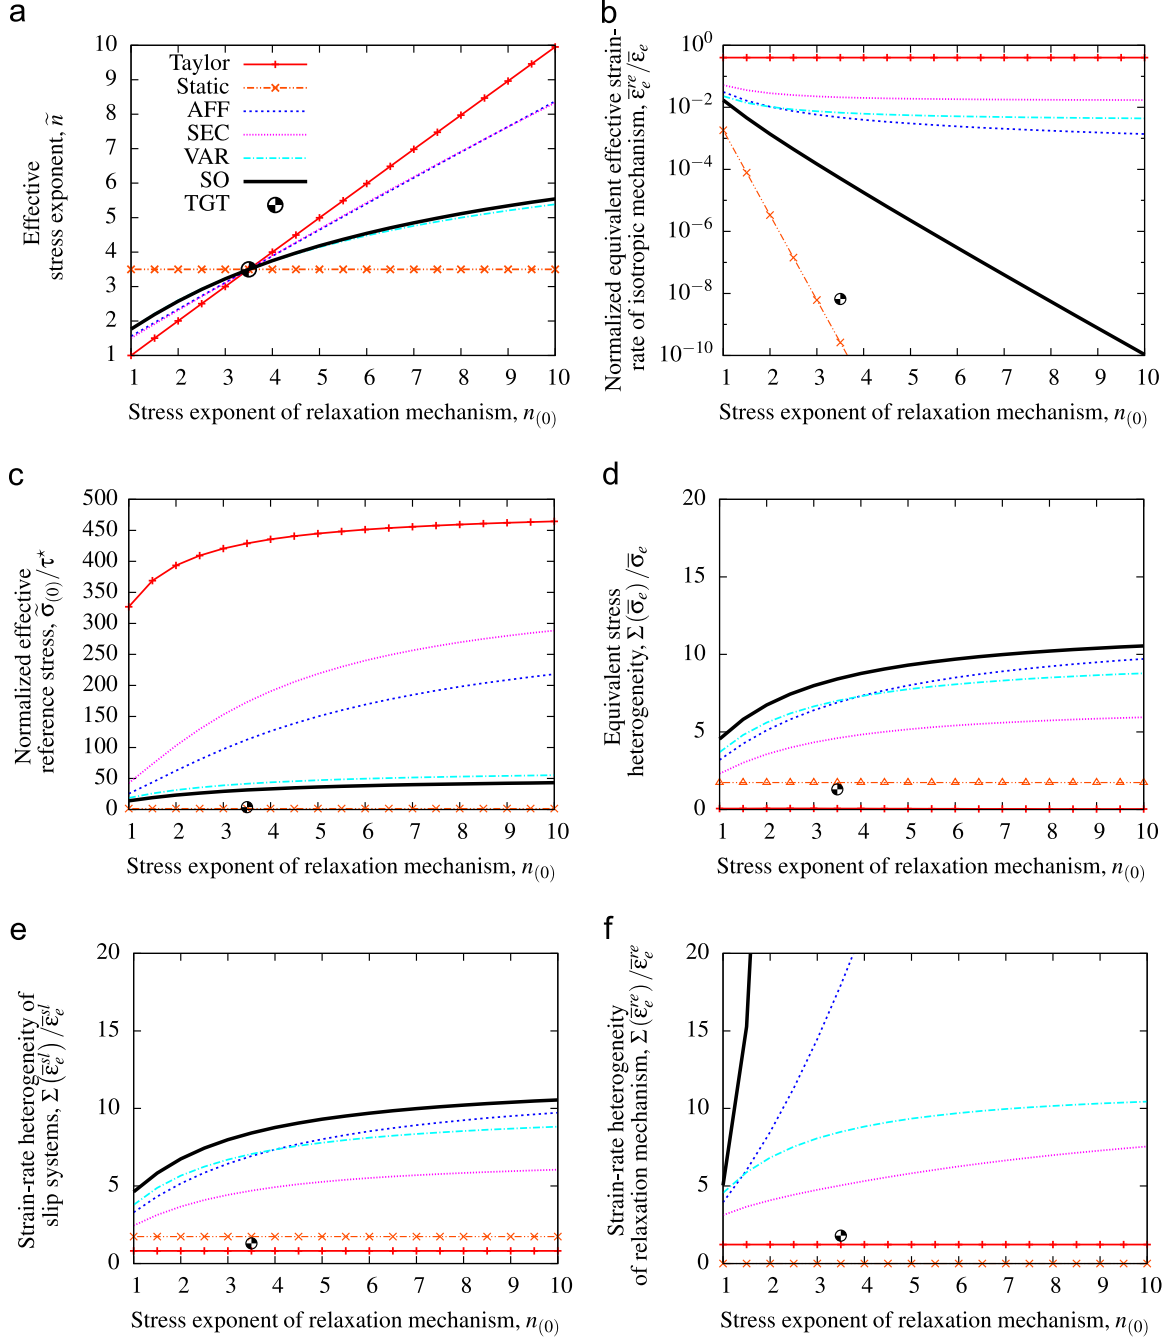 a
Effective
stress exponent, ñ
10
9
8
7
6
5
4
3
2
1
Taylor
Static
AFF
SEC
VAR
SO
TGT
1 2 3 4 5 6 7 8 9 10
Stress exponent of relaxation mechanism, n(0)
b
Normalized equivalent effective strain-
rate of isotropic mechanism, ε̄ₑʳᵉ/ε̄ₑ
10⁰
10⁻²
10⁻⁴
10⁻⁶
10⁻⁸
10⁻¹⁰
1 2 3 4 5 6 7 8 9 10
Stress exponent of relaxation mechanism, n(0)
c
Normalized effective
reference stress, σ̃(0)/τ*
500
450
400
350
300
250
200
150
100
50
0
1 2 3 4 5 6 7 8 9 10
Stress exponent of relaxation mechanism, n(0)
d
Equivalent stress
heterogeneity, Σ(σ̄ₑ)/σ̄ₑ
20
15
10
5
0
1 2 3 4 5 6 7 8 9 10
Stress exponent of relaxation mechanism, n(0)
e
Strain-rate heterogeneity of
slip systems, Σ(ε̄ₑˢˡ)/ε̄ₑˢˡ
20
15
10
5
0
1 2 3 4 5 6 7 8 9 10
Stress exponent of relaxation mechanism, n(0)
f
Strain-rate heterogeneity
of relaxation mechanism, Σ(ε̄ₑʳᵉ)/ε̄ₑʳᵉ
20
15
10
5
0
1 2 3 4 5 6 7 8 9 10
Stress exponent of relaxation mechanism, n(0)